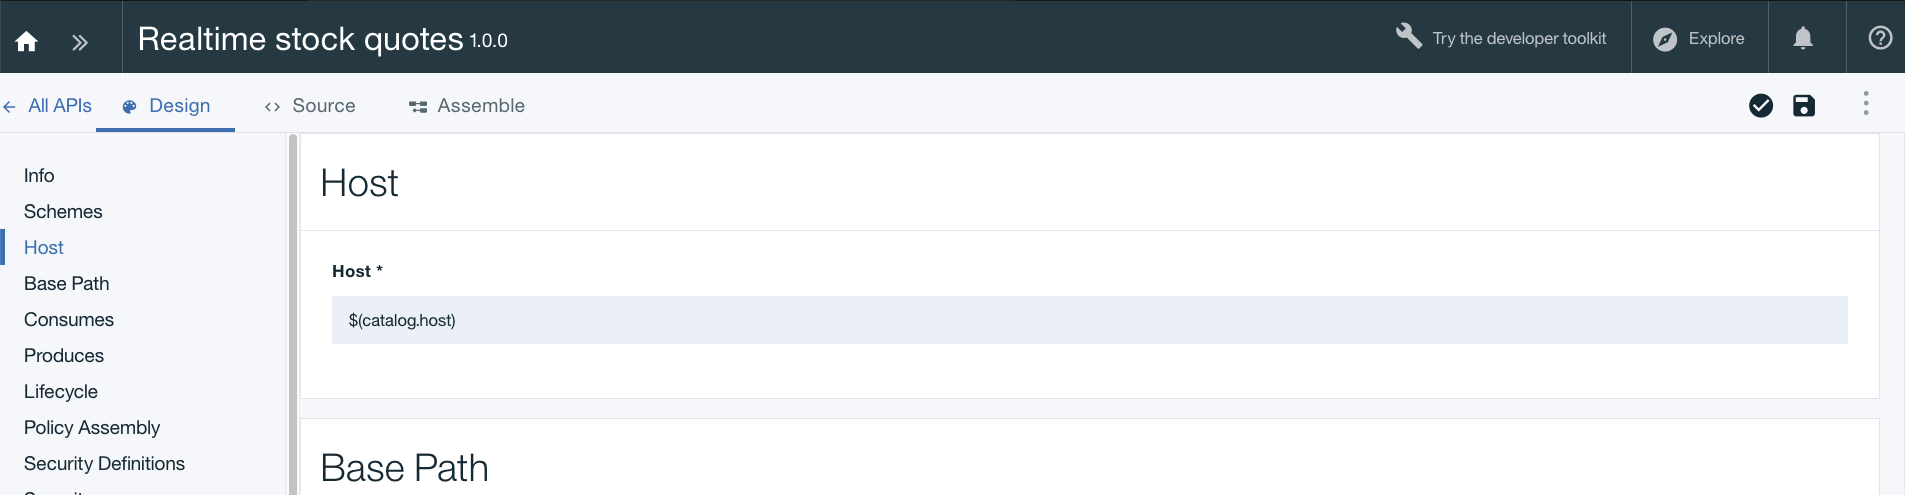 Realtime stock quotes 1.0.0
Try the developer toolkit
Explore
All APIs
Design
Source
Assemble
Info
Schemes
Host
Base Path
Consumes
Produces
Lifecycle
Policy Assembly
Security Definitions
Host
Host *
$(catalog.host)
Base Path